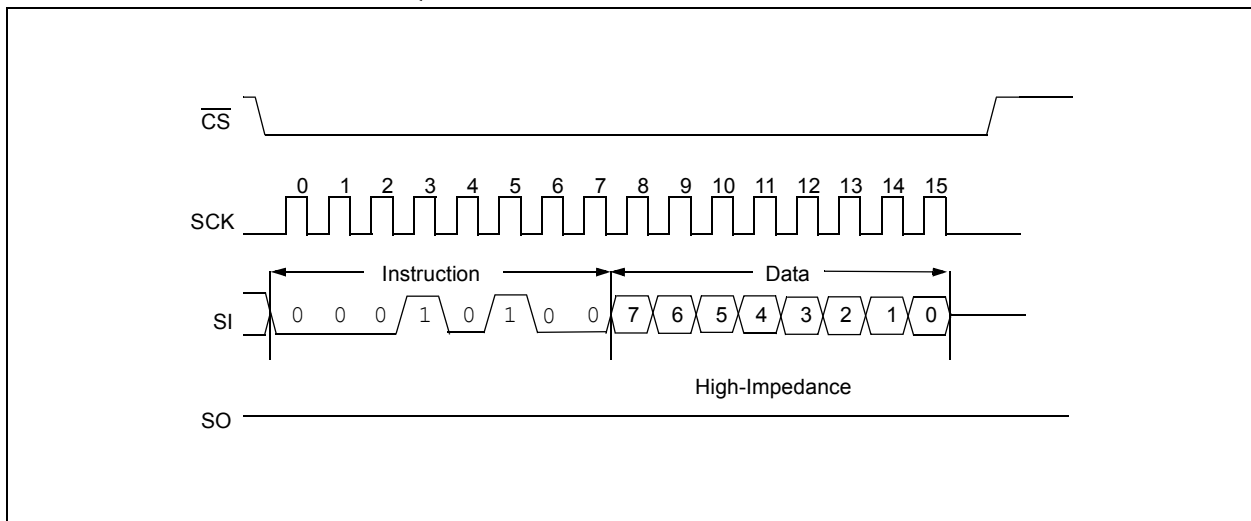 CS
0 1 2 3 4 5 6 7 8 9 10 11 12 13 14 15
SCK
Instruction Data
SI 0 0 0 1 0 1 0 0 7 6 5 4 3 2 1 0
High-Impedance
SO